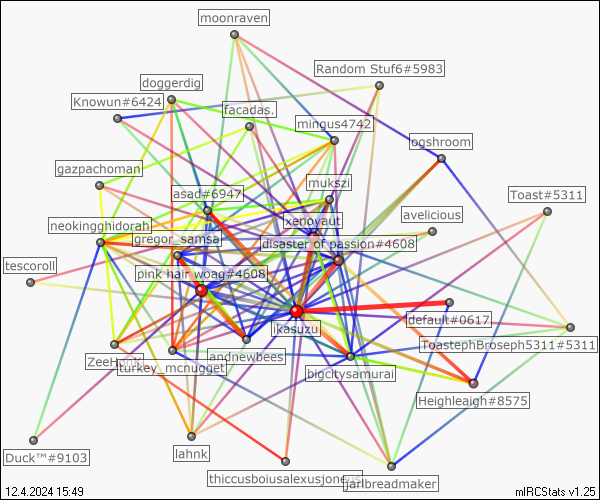 moonraven
Random Stuf6#5983
doggerdig
Knowun#6424
facadas.
mingus4742
ogshroom
gazpachoman
mukszi
asad#6947
Toast#5311
avelicious
xenoyaut
neokingghidorah
gregor_samsa
disaster of passion#4608
tescoroll
pink hair woag#4608
ikasuzu
default#0617
ToastephBroseph5311#5311
andnewbees
turkey_mcnugget
bigcitysamurai
Heighleaigh#8575
lahnk
Duck™#9103
thiccusboiusalexusjones
jarlbreadmaker
12.4.2024 15:49
mIRCStats v1.25